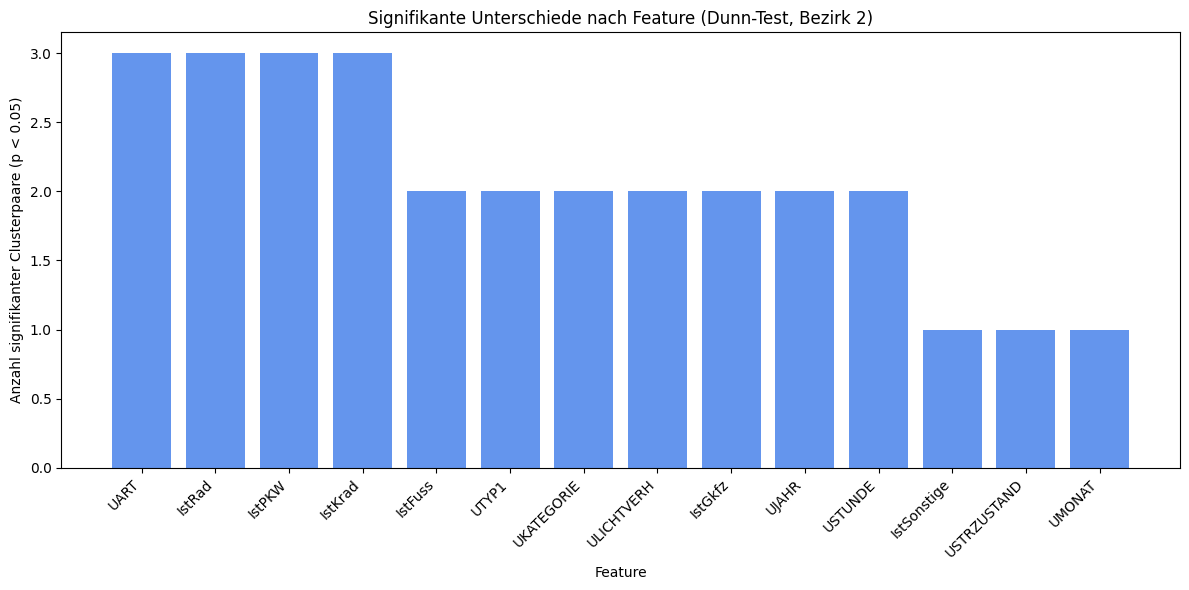 Signifikante Unterschiede nach Feature (Dunn-Test, Bezirk 2)
Anzahl signifikanter Clusterpaare (p < 0.05)
3.0
2.5
2.0
1.5
1.0
0.5
0.0
UART
IstRad
IstPKW
IstKrad
IstFuss
UTYP1
UKATEGORIE
ULICHTVERH
IstGkfz
UJAHR
USTUNDE
IstSonstige
USTRZUSTAND
UMONAT
Feature